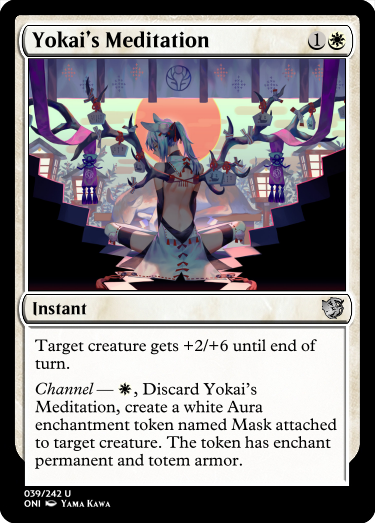 Yokai's Meditation 1
Instant
Target creature gets +2/+6 until end of
turn.
Channel — , Discard Yokai's
Meditation, create a white Aura
enchantment token named Mask attached
to target creature. The token has enchant
permanent and totem armor.
039/242 U
ONI YAMA KAWA